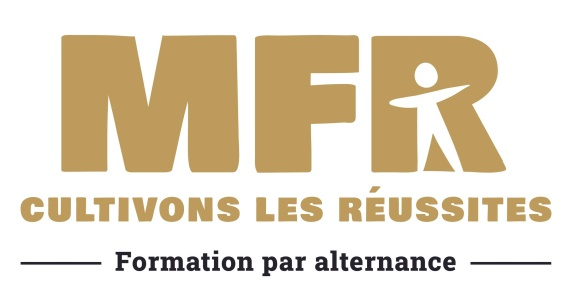 MFR
CULTIVONS LES RÉUSSITES
Formation par alternance